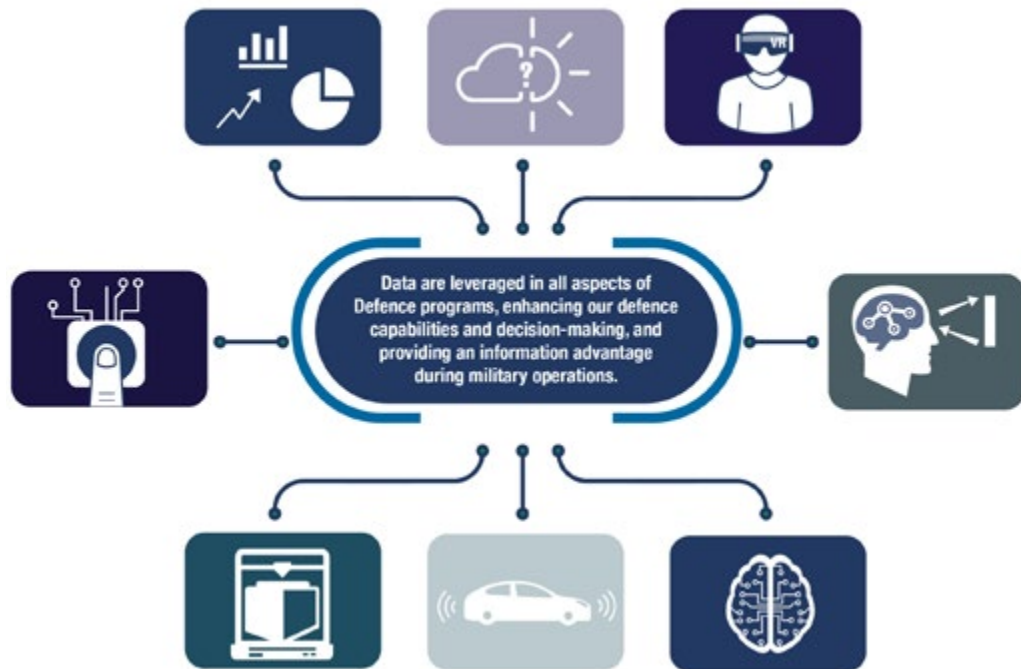 ?
VR
Data are leveraged in all aspects of
Defence programs, enhancing our defence
capabilities and decision-making, and
providing an information advantage
during military operations.